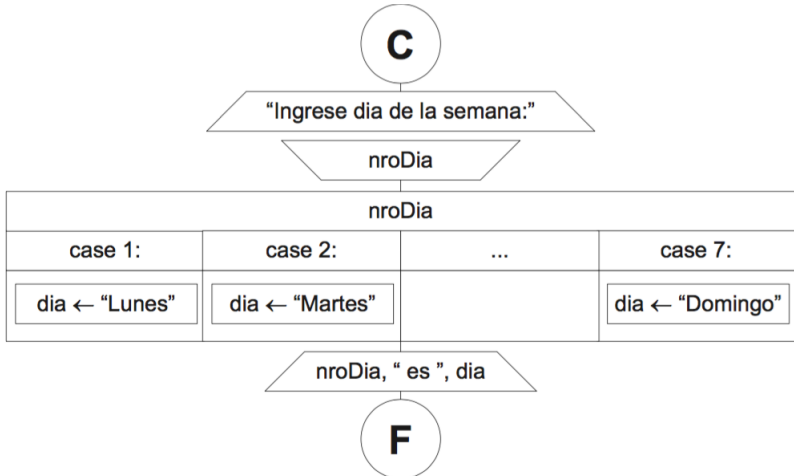 C
“Ingrese dia de la semana:”
nroDia
nroDia
case 1: case 2: ... case 7:
dia ← “Lunes” dia ← “Martes” dia ← “Domingo”
nroDia, “ es ”, dia
F